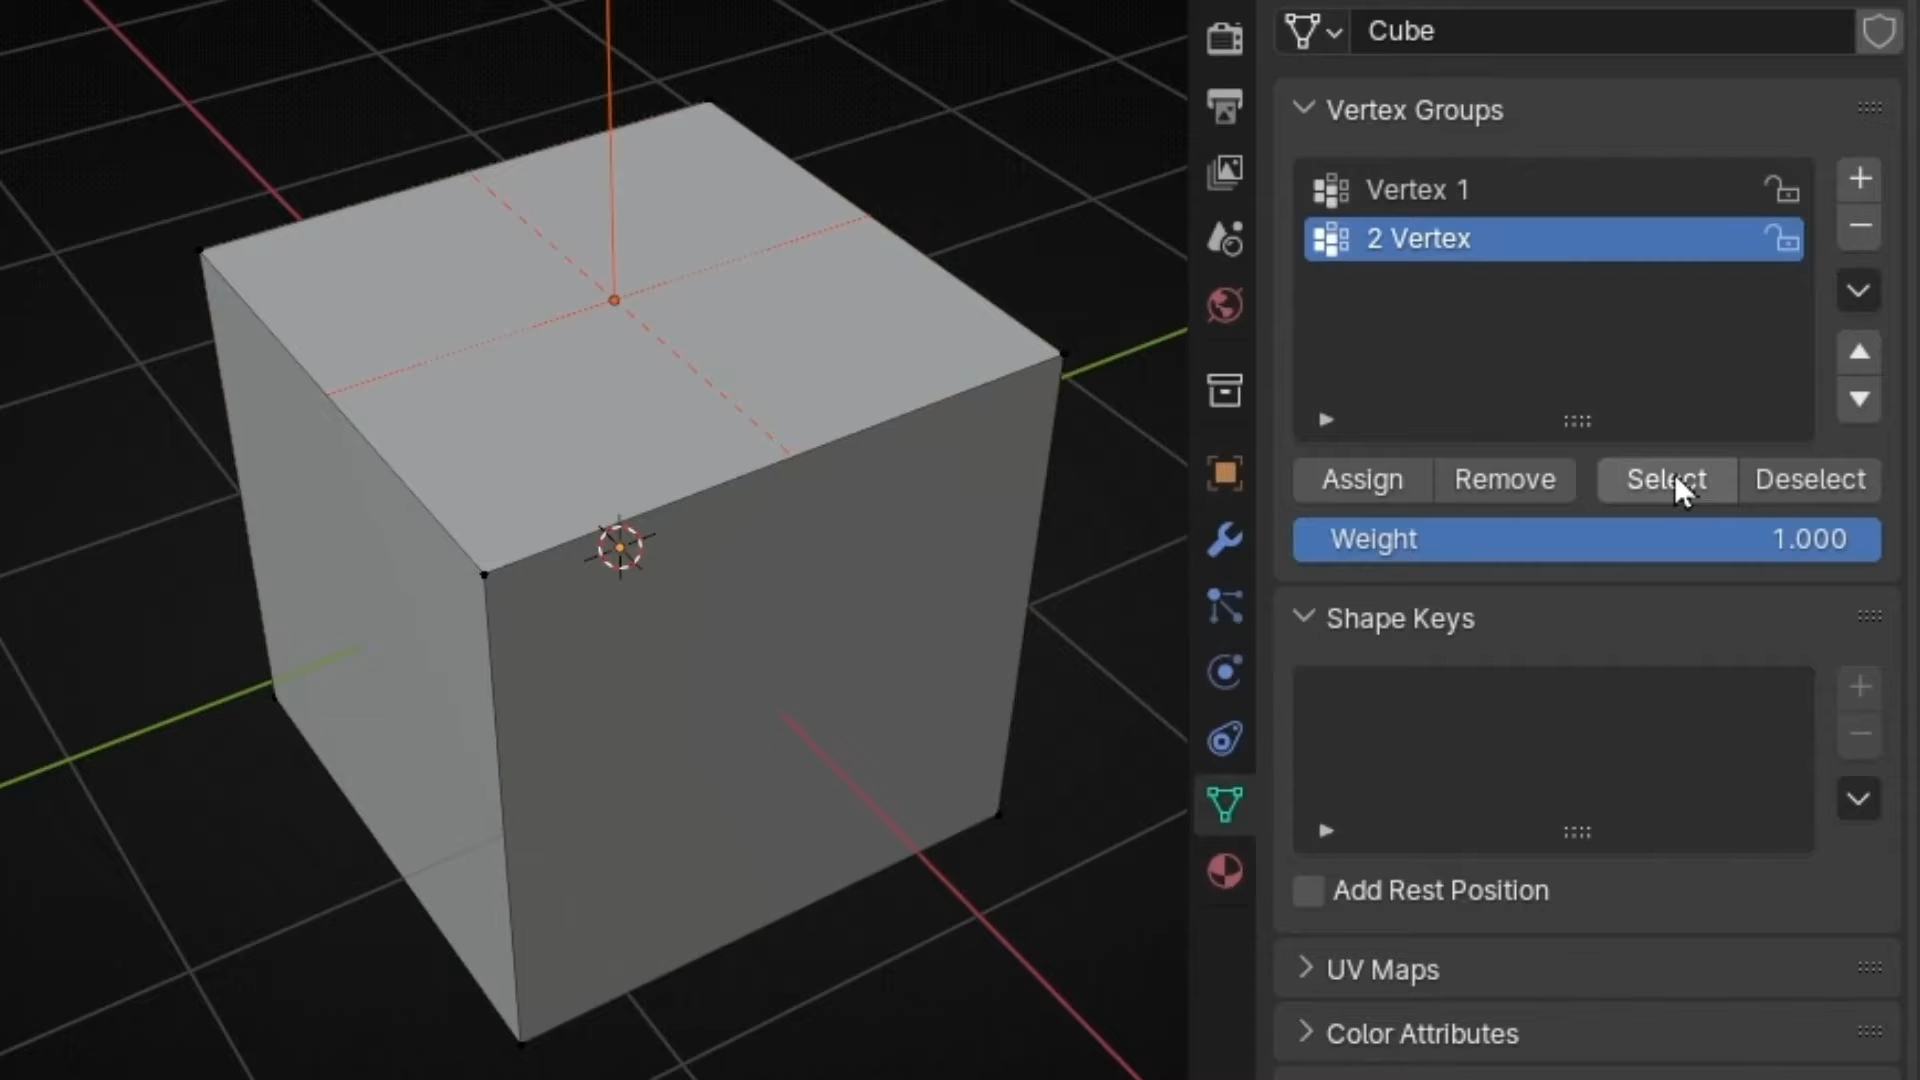 Cube
Vertex Groups
Vertex 1
2 Vertex
Assign Remove Select Deselect
Weight 1.000
Shape Keys
Add Rest Position
UV Maps
Color Attributes